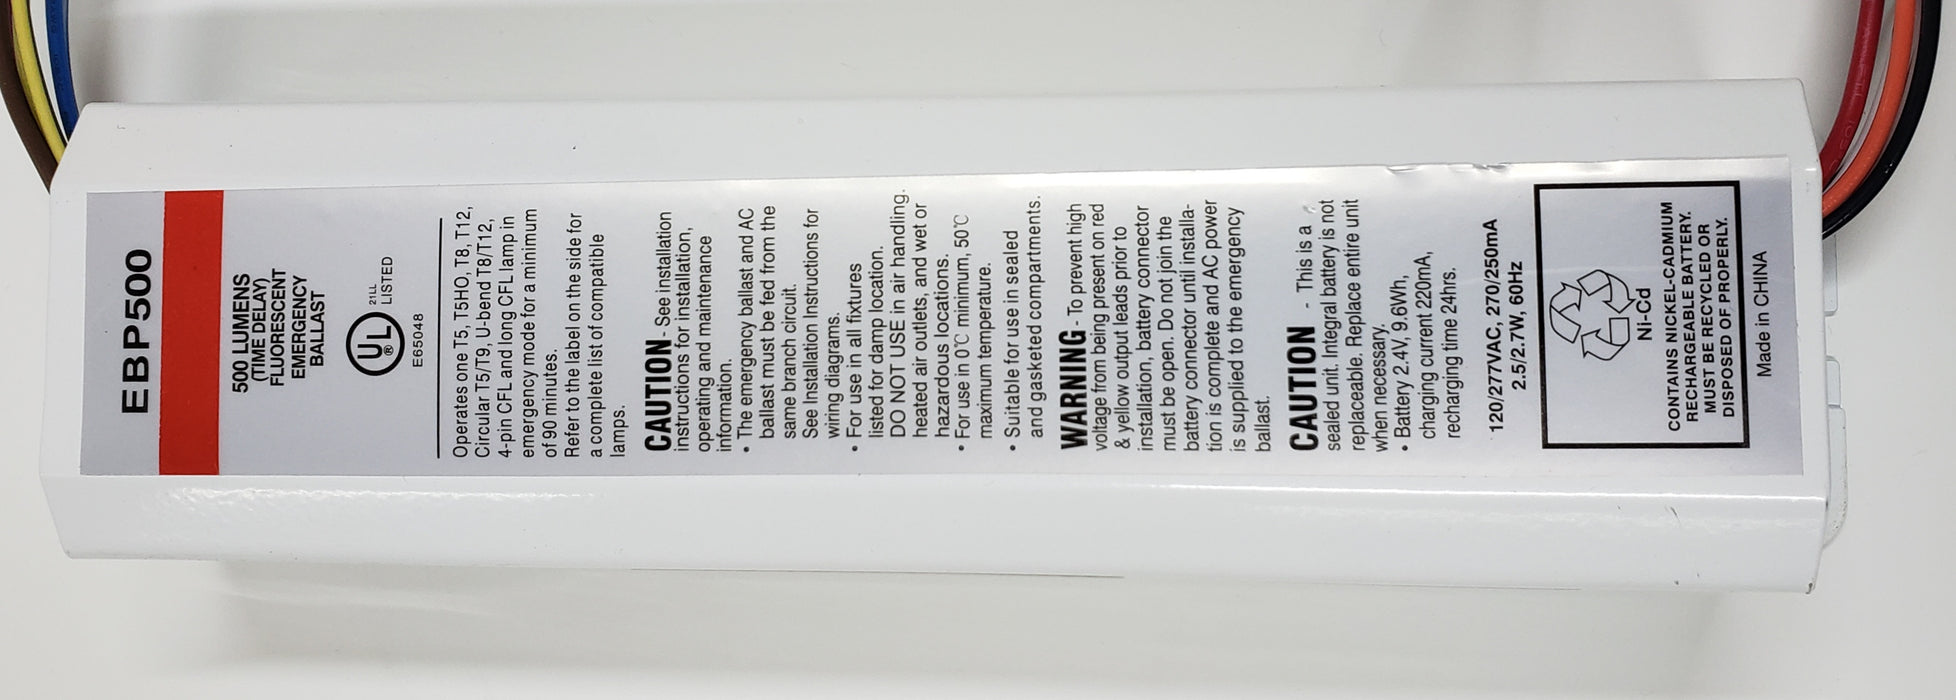 EBP500
500 LUMENS
(TIME DELAY)
FLUORESCENT
EMERGENCY
BALLAST
UL
®
21LL
LISTED
E65048
Operates one T5, T5HO, T8, T12,
Circular T5/T9, U-bend T8/T12,
4-pin CFL and long CFL lamp in
emergency mode for a minimum
of 90 minutes.
Refer to the label on the side for
a complete list of compatible
lamps.
CAUTION - See installation
instructions for installation,
operating and maintenance
information.
• The emergency ballast and AC
ballast must be fed from the
same branch circuit.
See Installation Instructions for
wiring diagrams.
• For use in all fixtures
listed for damp location.
DO NOT USE in air handling.
heated air outlets, and wet or
hazardous locations.
• For use in 0℃ minimum, 50℃
maximum temperature.
• Suitable for use in sealed
and gasketed compartments.
WARNING - To prevent high
voltage from being present on red
& yellow output leads prior to
installation, battery connector
must be open. Do not join the
battery connector until installa-
tion is complete and AC power
is supplied to the emergency
ballast.
CAUTION - This is a
sealed unit. Integral battery is not
replaceable. Replace entire unit
when necessary.
• Battery 2.4V, 9.6Wh,
charging current 220mA,
recharging time 24hrs.
120/277VAC, 270/250mA
2.5/2.7W, 60Hz
Ni-Cd
CONTAINS NICKEL-CADMIUM
RECHARGEABLE BATTERY.
MUST BE RECYCLED OR
DISPOSED OF PROPERLY.
Made in CHINA